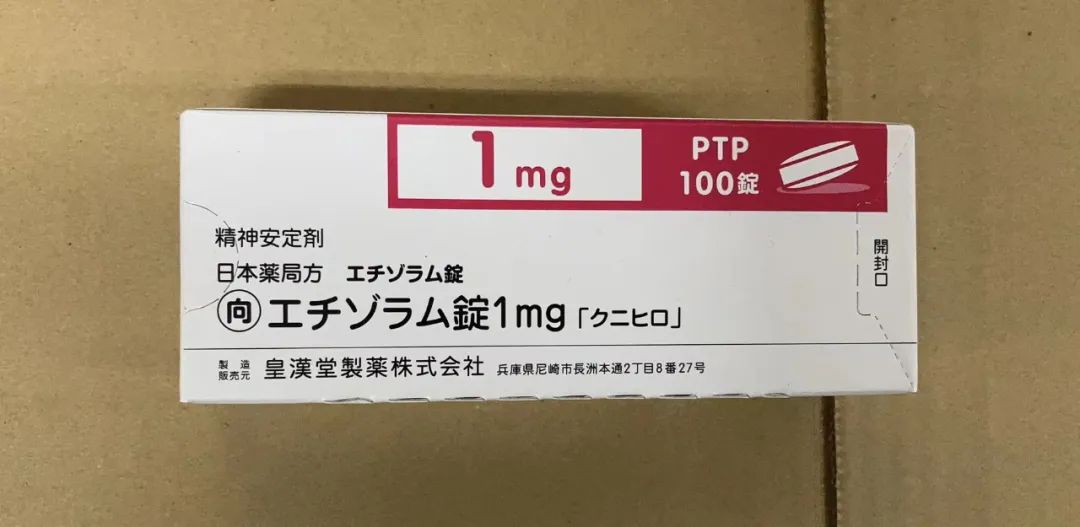 1mg
PTP
100錠
精神安定剤
日本薬局方 エチゾラム錠
向 エチゾラム錠1mg「クニヒロ」
開封口
製造販売元 皇漢堂製薬株式会社 兵庫県尼崎市長洲本通2丁目8番27号